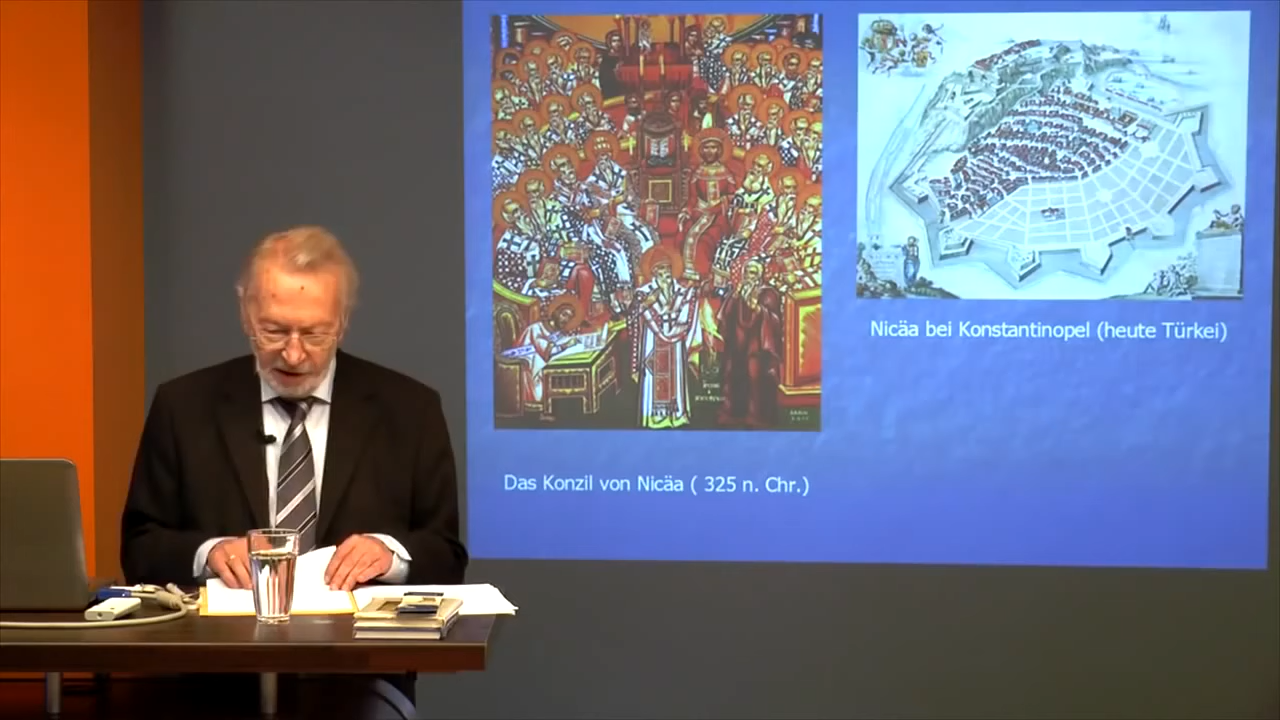 Das Konzil von Nicäa ( 325 n. Chr.)
Nicäa bei Konstantinopel (heute Türkei)